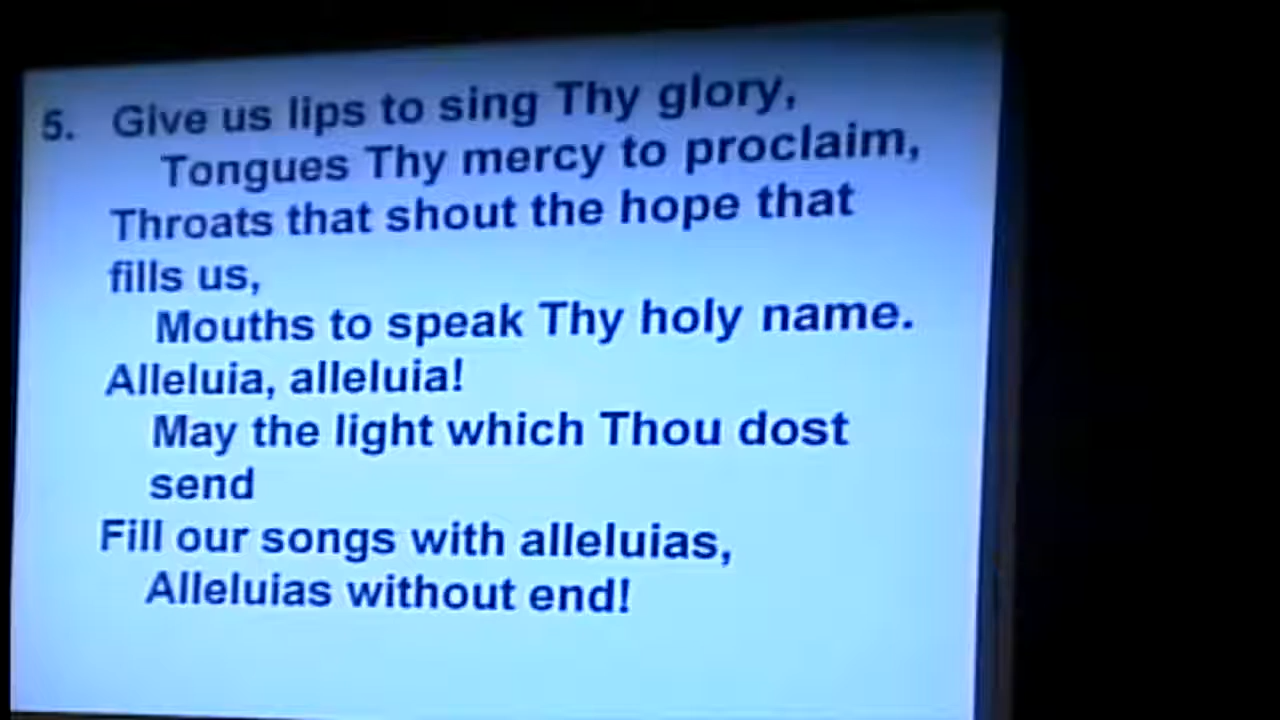 5. Give us lips to sing Thy glory,
Tongues Thy mercy to proclaim,
Throats that shout the hope that
fills us,
Mouths to speak Thy holy name.
Alleluia, alleluia!
May the light which Thou dost
send
Fill our songs with alleluias,
Alleluias without end!